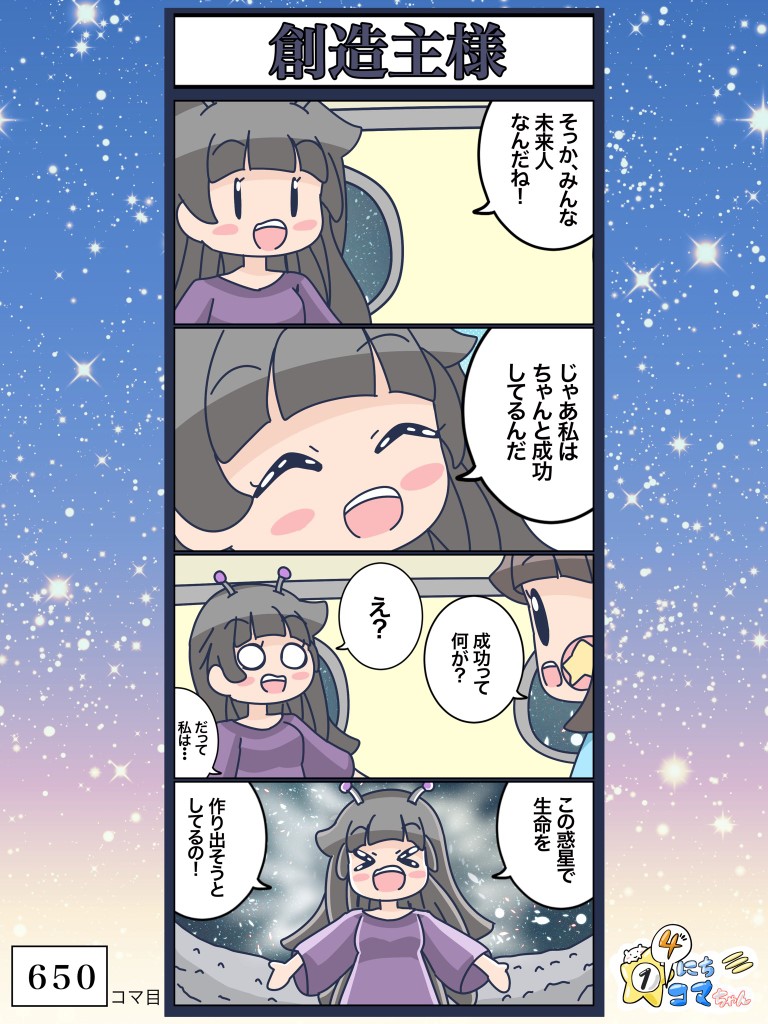 創造主様
そっか、みんな
未来人
なんだね！
じゃあ私は
ちゃんと成功
してるんだ
成功って
何が？
え？
だって
私は…
この惑星で
生命を
作り出そうと
してるの！
650
コマ目
1
にち
4
コマ
ちゃん